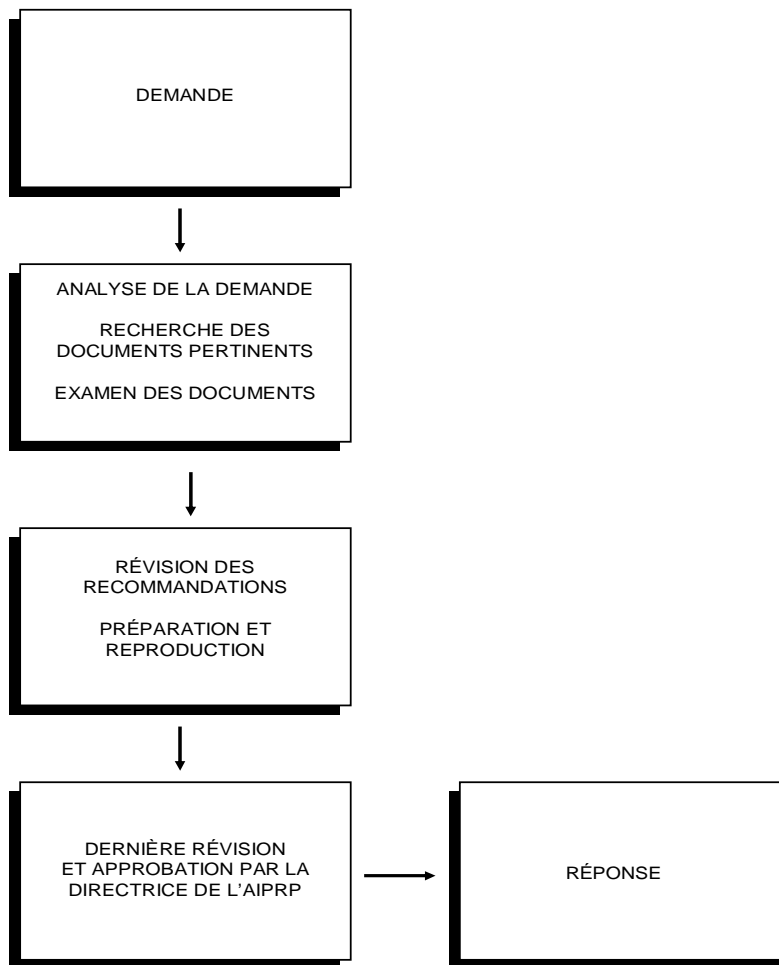 DEMANDE
ANALYSE DE LA DEMANDE
RECHERCHE DES
DOCUMENTS PERTINENTS
EXAMEN DES DOCUMENTS
RÉVISION DES
RECOMMANDATIONS
PRÉPARATION ET
REPRODUCTION
DERNIÈRE RÉVISION
ET APPROBATION PAR LA
DIRECTRICE DE L'AIPRP
RÉPONSE